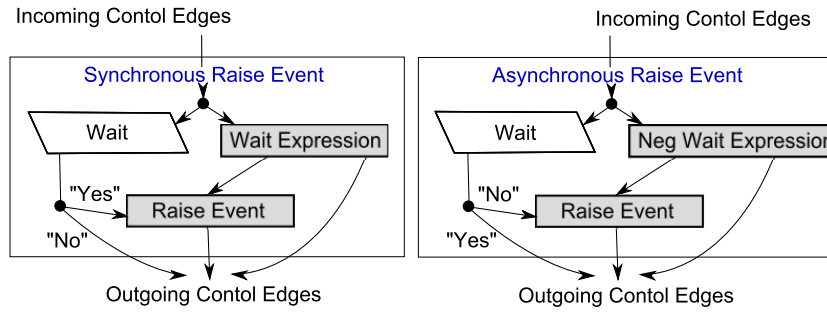 Incoming Contol Edges
Synchronous Raise Event
Wait
Wait Expression
"Yes"
Raise Event
"No"
Outgoing Contol Edges
Incoming Contol Edges
Asynchronous Raise Event
Wait
Neg Wait Expression
"No"
Raise Event
"Yes"
Outgoing Contol Edges